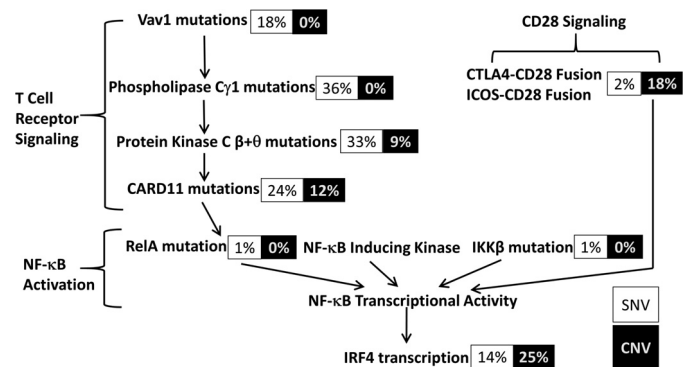 Vav1 mutations 18% 0%
CD28 Signaling
Phospholipase Cγ1 mutations 36% 0%
CTLA4-CD28 Fusion
ICOS-CD28 Fusion
2% 18%
T Cell
Receptor
Signaling
Protein Kinase C β+θ mutations 33% 9%
CARD11 mutations 24% 12%
RelA mutation 1% 0% NF-κB Inducing Kinase IKKβ mutation 1% 0%
NF-κB
Activation
NF-κB Transcriptional Activity
SNV
CNV
IRF4 transcription 14% 25%